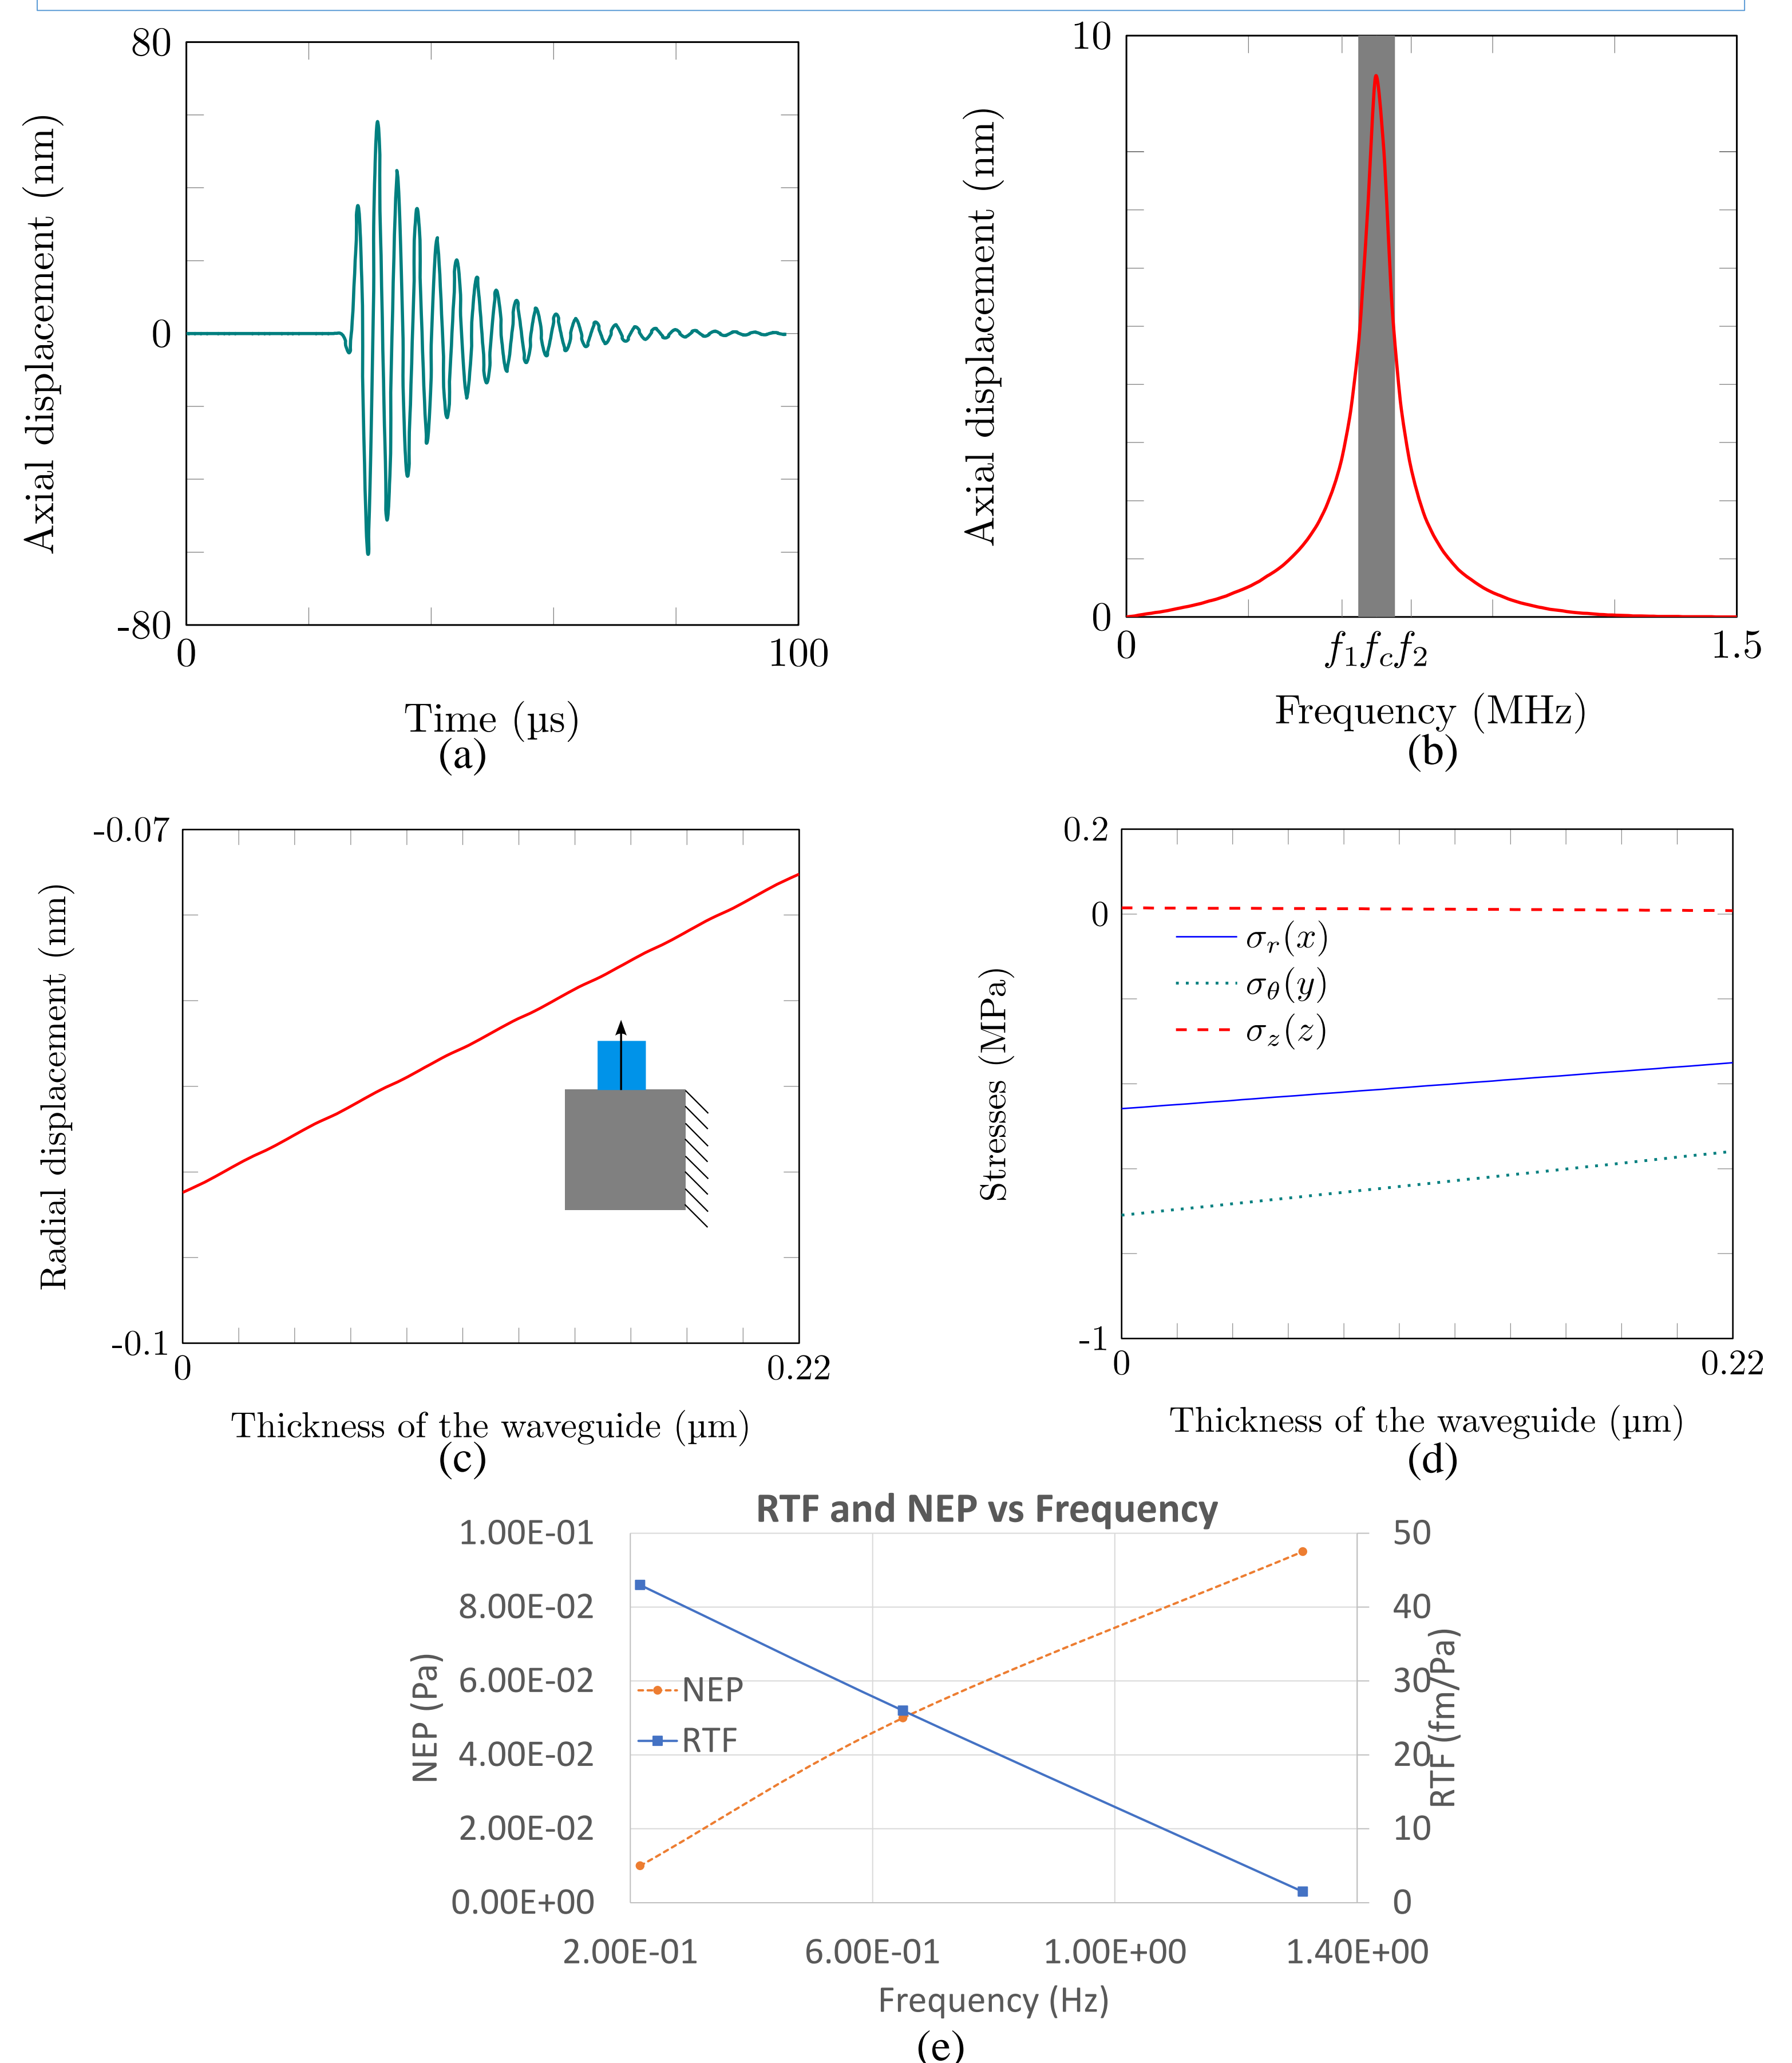 80
0
-80
0
100
Axial displacement (nm)
Time (µs)
(a)
10
0
0
f1 fc f2
1.5
Axial displacement (nm)
Frequency (MHz)
(b)
-0.07
-0.1
0
0.22
Radial displacement (nm)
Thickness of the waveguide (µm)
(c)
0.2
0
-1
0
0.22
σr(x)
σθ(y)
σz(z)
Stresses (MPa)
Thickness of the waveguide (µm)
(d)
RTF and NEP vs Frequency
1.00E-01
8.00E-02
6.00E-02
4.00E-02
2.00E-02
0.00E+00
NEP (Pa)
NEP
RTF
50
40
30
20
10
0
RTF (fm/Pa)
2.00E-01
6.00E-01
1.00E+00
1.40E+00
Frequency (Hz)
(e)